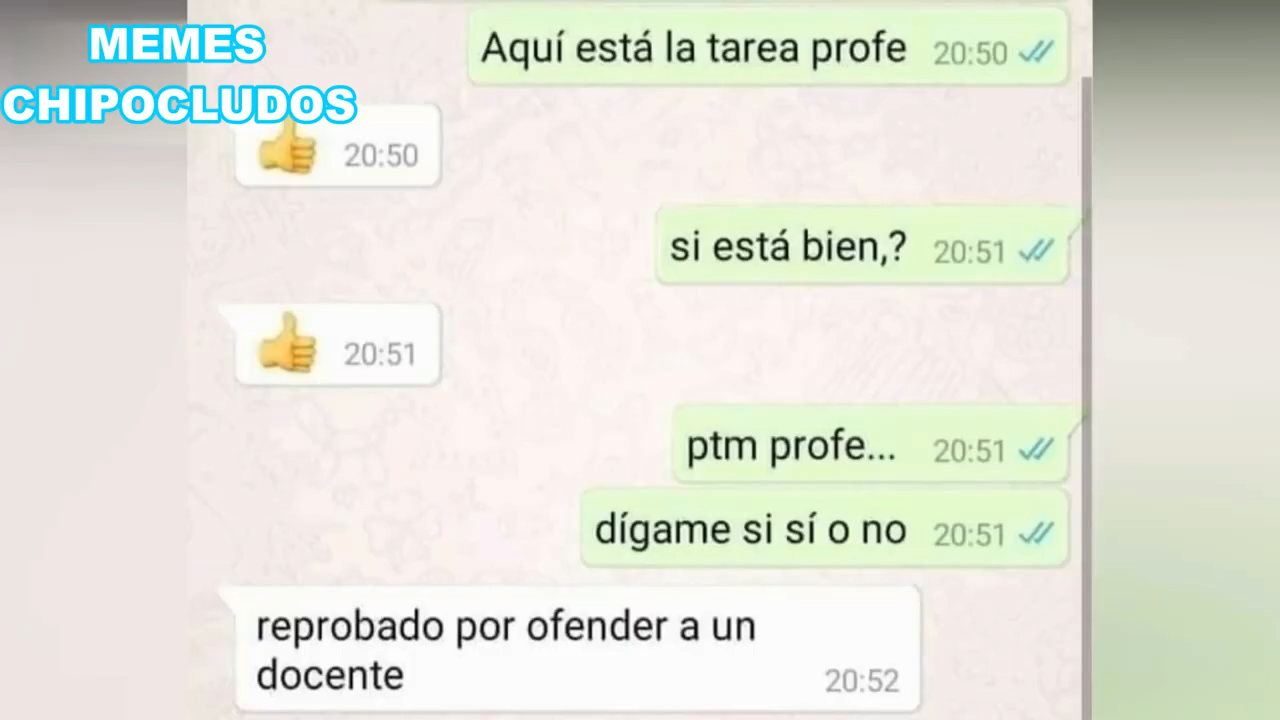 MEMES
CHIPOCLUDOS
Aquí está la tarea profe 20:50
👍 20:50
si está bien,? 20:51
👍 20:51
ptm profe... 20:51
dígame si sí o no 20:51
reprobado por ofender a un
docente 20:52